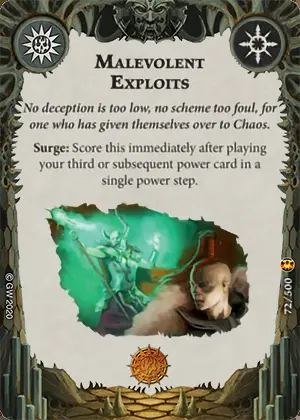 MALEVOLENT
EXPLOITS
No deception is too low, no scheme too foul, for
one who has given themselves over to Chaos.
Surge: Score this immediately after playing
your third or subsequent power card in a
single power step.
© GW 2020
72/500